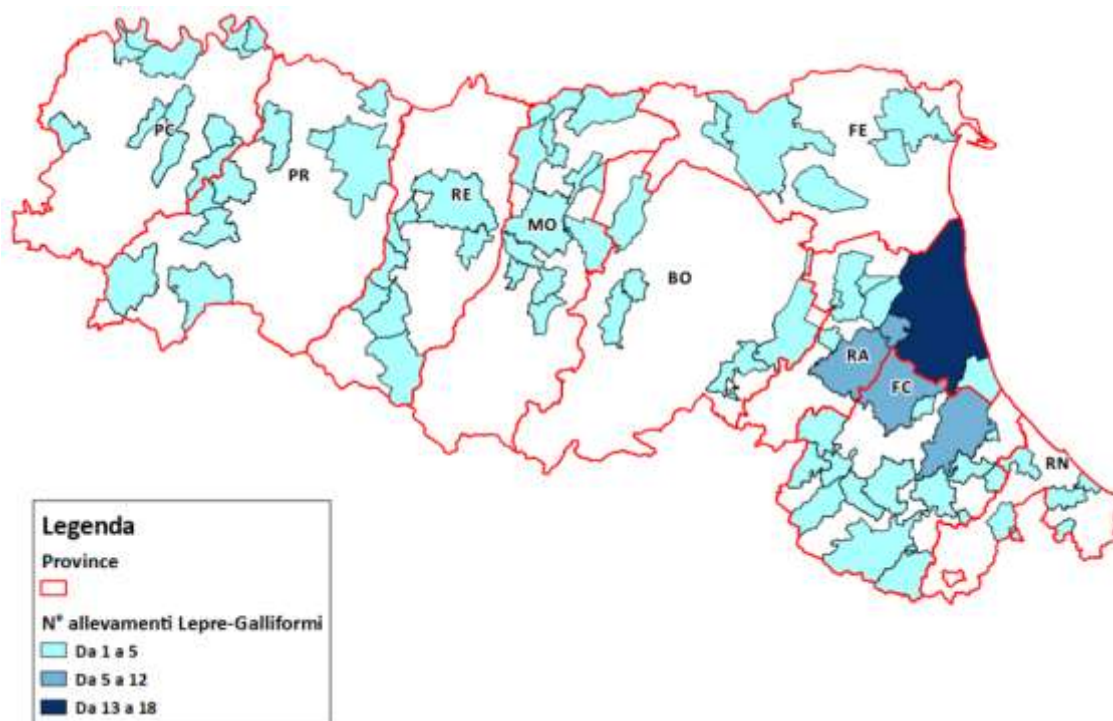 PC
PR
RE
MO
BO
FE
RA
FC
RN
Legenda
Province
N° allevamenti Lepre-Galliformi
Da 1 a 5
Da 5 a 12
Da 13 a 18